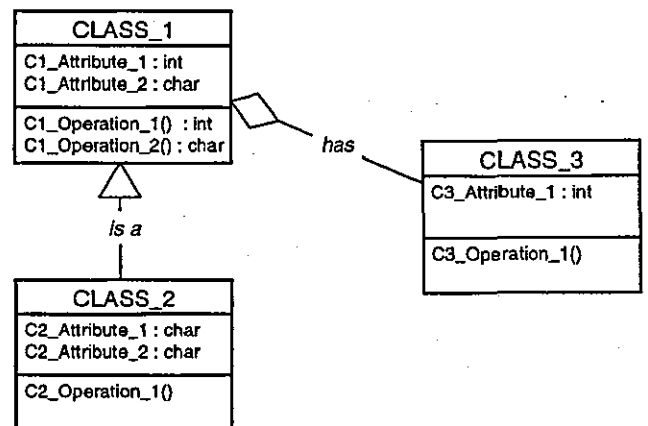 CLASS_1
C1_Attribute_1 : int
C1_Attribute_2 : char
C1_Operation_1() : int
C1_Operation_2() : char
has
CLASS_3
C3_Attribute_1 : int
C3_Operation_1()
is a
CLASS_2
C2_Attribute_1 : char
C2_Attribute_2 : char
C2_Operation_1()